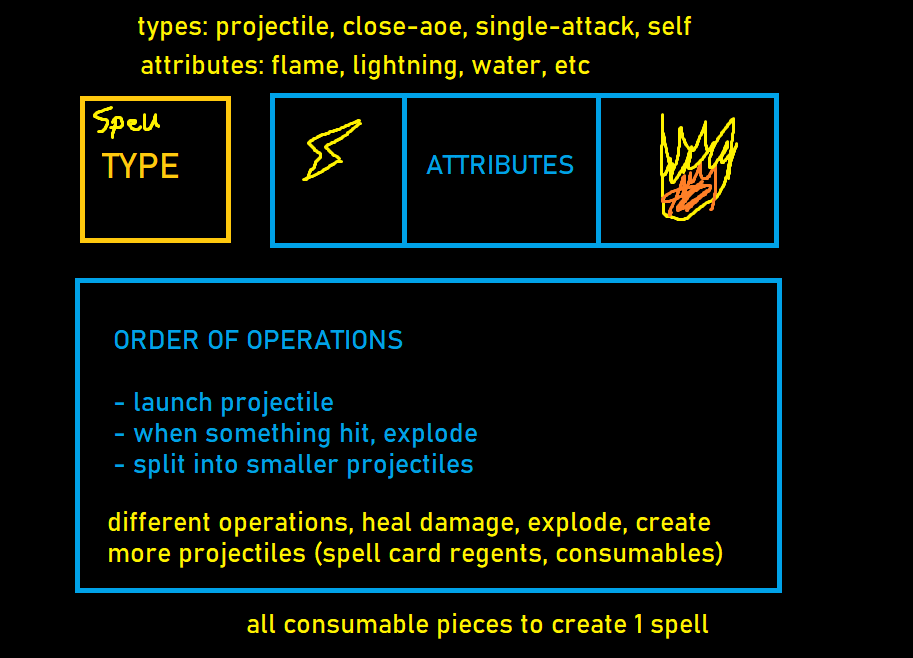 types: projectile, close-aoe, single-attack, self
attributes: flame, lightning, water, etc
Spell
TYPE
ATTRIBUTES
ORDER OF OPERATIONS
- launch projectile
- when something hit, explode
- split into smaller projectiles
different operations, heal damage, explode, create
more projectiles (spell card regents, consumables)
all consumable pieces to create 1 spell